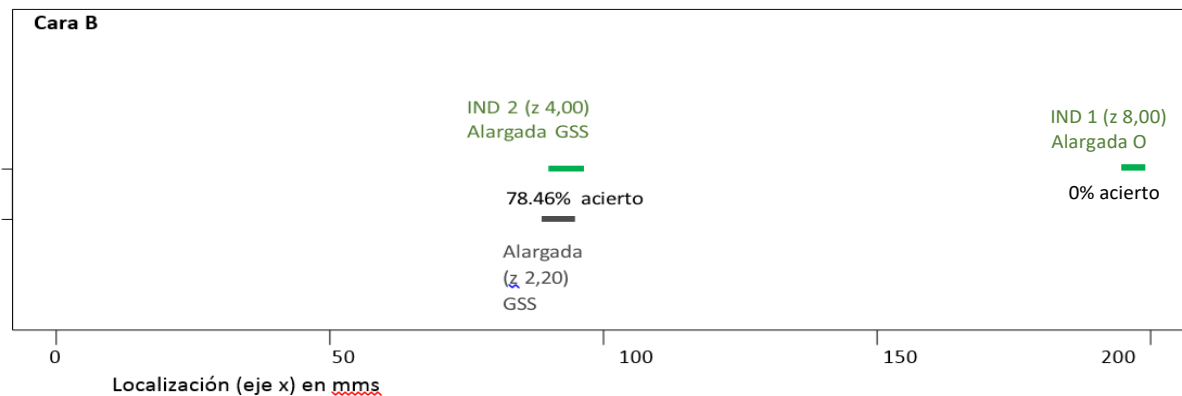 Cara B
IND 2 (z 4,00)
Alargada GSS
IND 1 (z 8,00)
Alargada O
78.46% acierto
0% acierto
Alargada
(z 2,20)
GSS
0
50
100
150
200
Localización (eje x) en mms